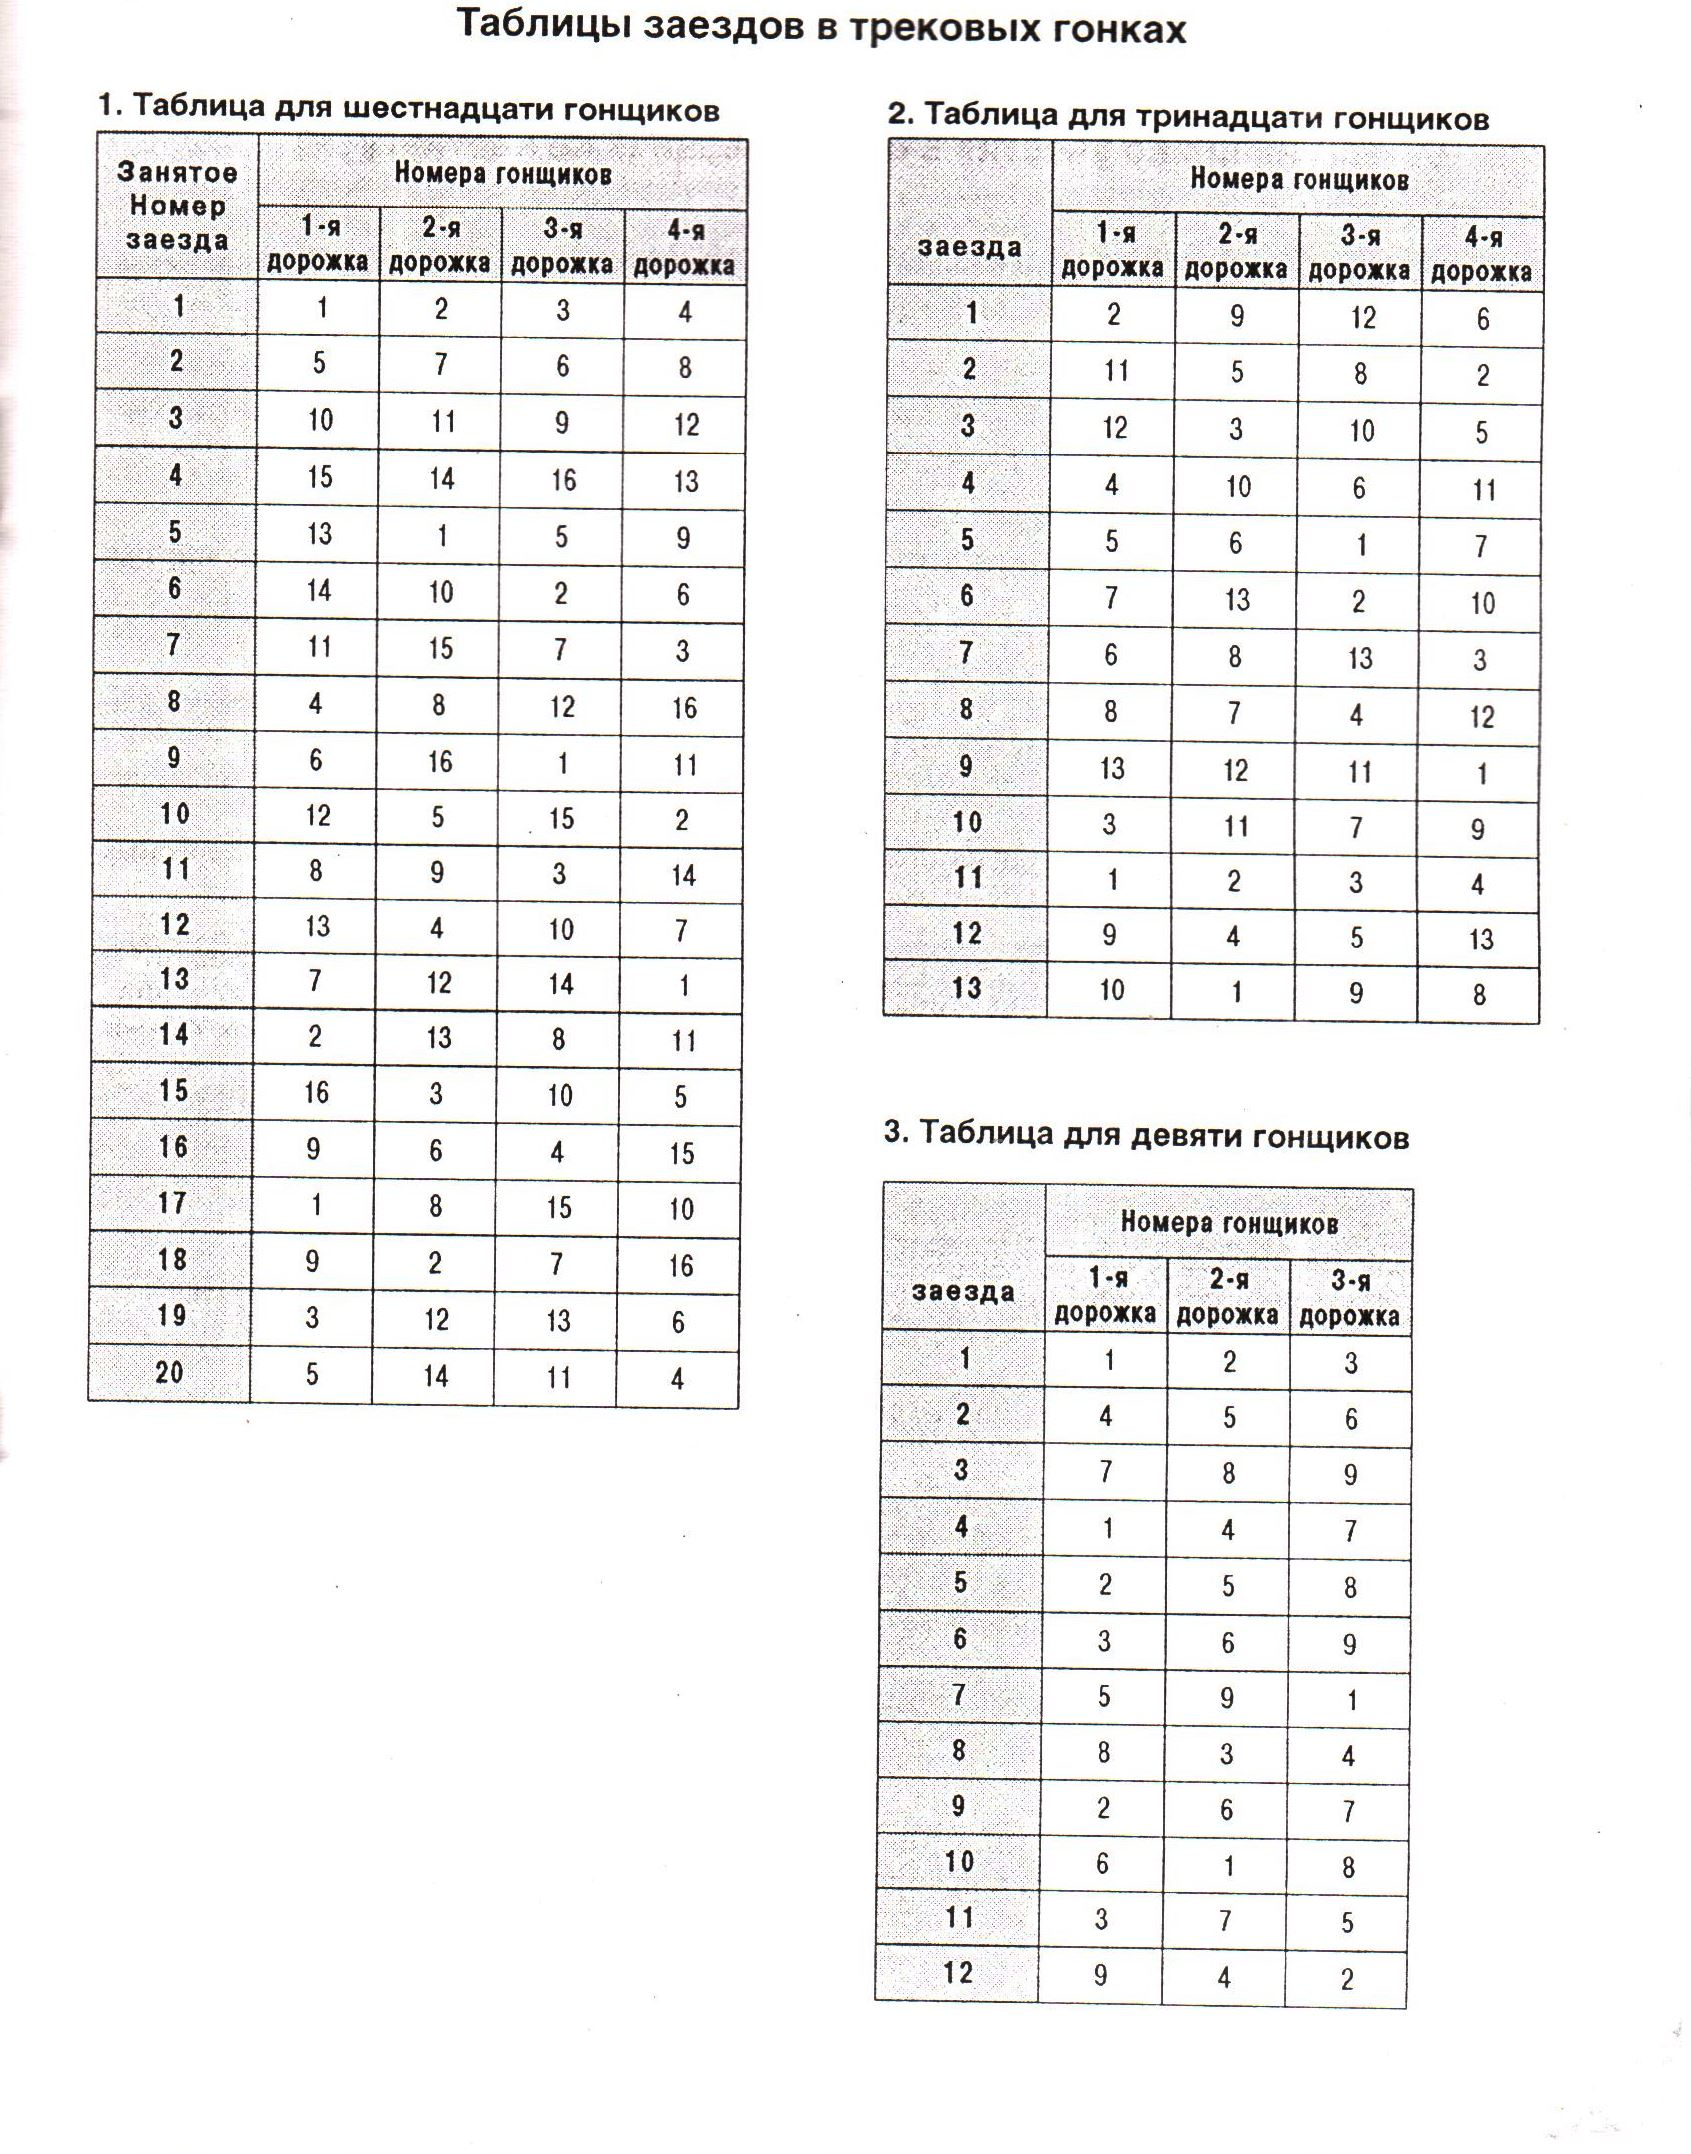 Таблицы заездов в трековых гонках
1. Таблица для шестнадцати гонщиков
Занятое Номера гонщиков
Номер
заезда 1-я 2-я 3-я 4-я
дорожка дорожка дорожка дорожка
1 1 2 3 4
2 5 7 6 8
3 10 11 9 12
4 15 14 16 13
5 13 1 5 9
6 14 10 2 6
7 11 15 7 3
8 4 8 12 16
9 6 16 1 11
10 12 5 15 2
11 8 9 3 14
12 13 4 10 7
13 7 12 14 1
14 2 13 8 11
15 16 3 10 5
16 9 6 4 15
17 1 8 15 10
18 9 2 7 16
19 3 12 13 6
20 5 14 11 4
2. Таблица для тринадцати гонщиков
Номера гонщиков
заезда 1-я 2-я 3-я 4-я
дорожка дорожка дорожка дорожка
1 2 9 12 6
2 11 5 8 2
3 12 3 10 5
4 4 10 6 11
5 5 6 1 7
6 7 13 2 10
7 6 8 13 3
8 8 7 4 12
9 13 12 11 1
10 3 11 7 9
11 1 2 3 4
12 9 4 5 13
13 10 1 9 8
3. Таблица для девяти гонщиков
Номера гонщиков
заезда 1-я 2-я 3-я
дорожка дорожка дорожка
1 1 2 3
2 4 5 6
3 7 8 9
4 1 4 7
5 2 5 8
6 3 6 9
7 5 9 1
8 8 3 4
9 2 6 7
10 6 1 8
11 3 7 5
12 9 4 2